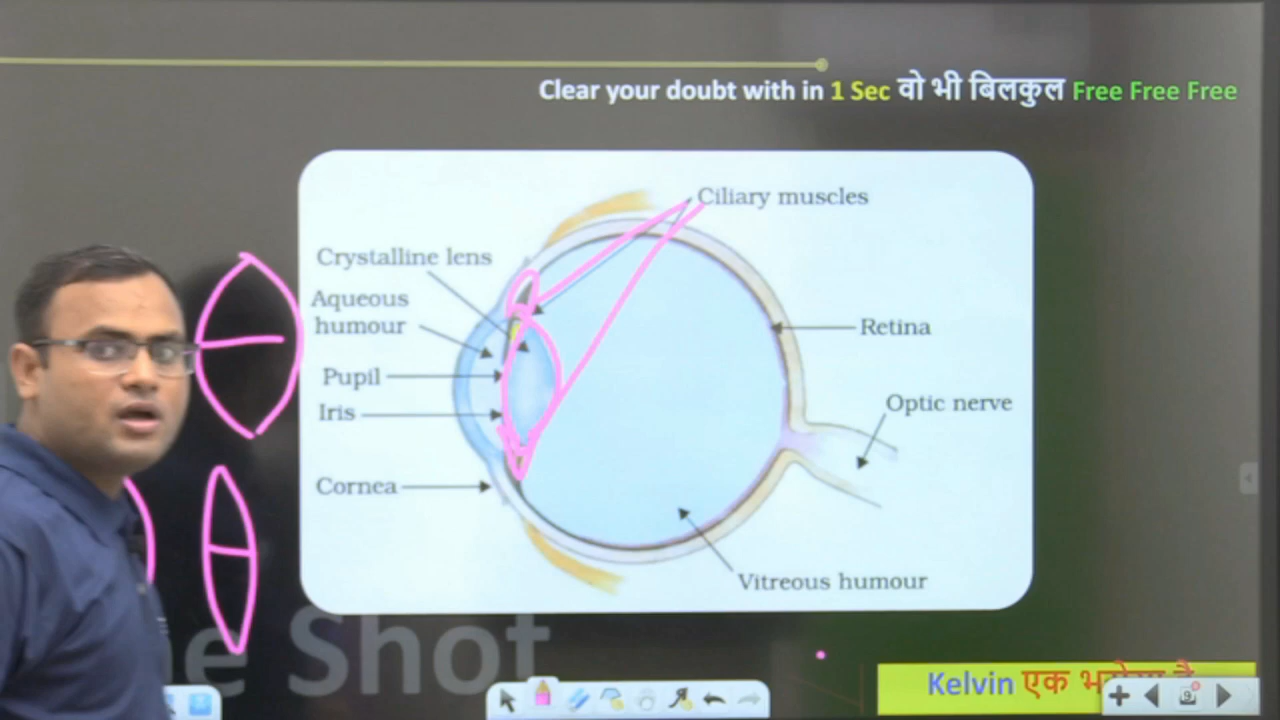 Clear your doubt with in 1 Sec वो भी बिलकुल Free Free Free
Ciliary muscles
Crystalline lens
Aqueous
humour
Retina
Pupil
Iris
Optic nerve
Cornea
Vitreous humour
Shot
Kelvin एक